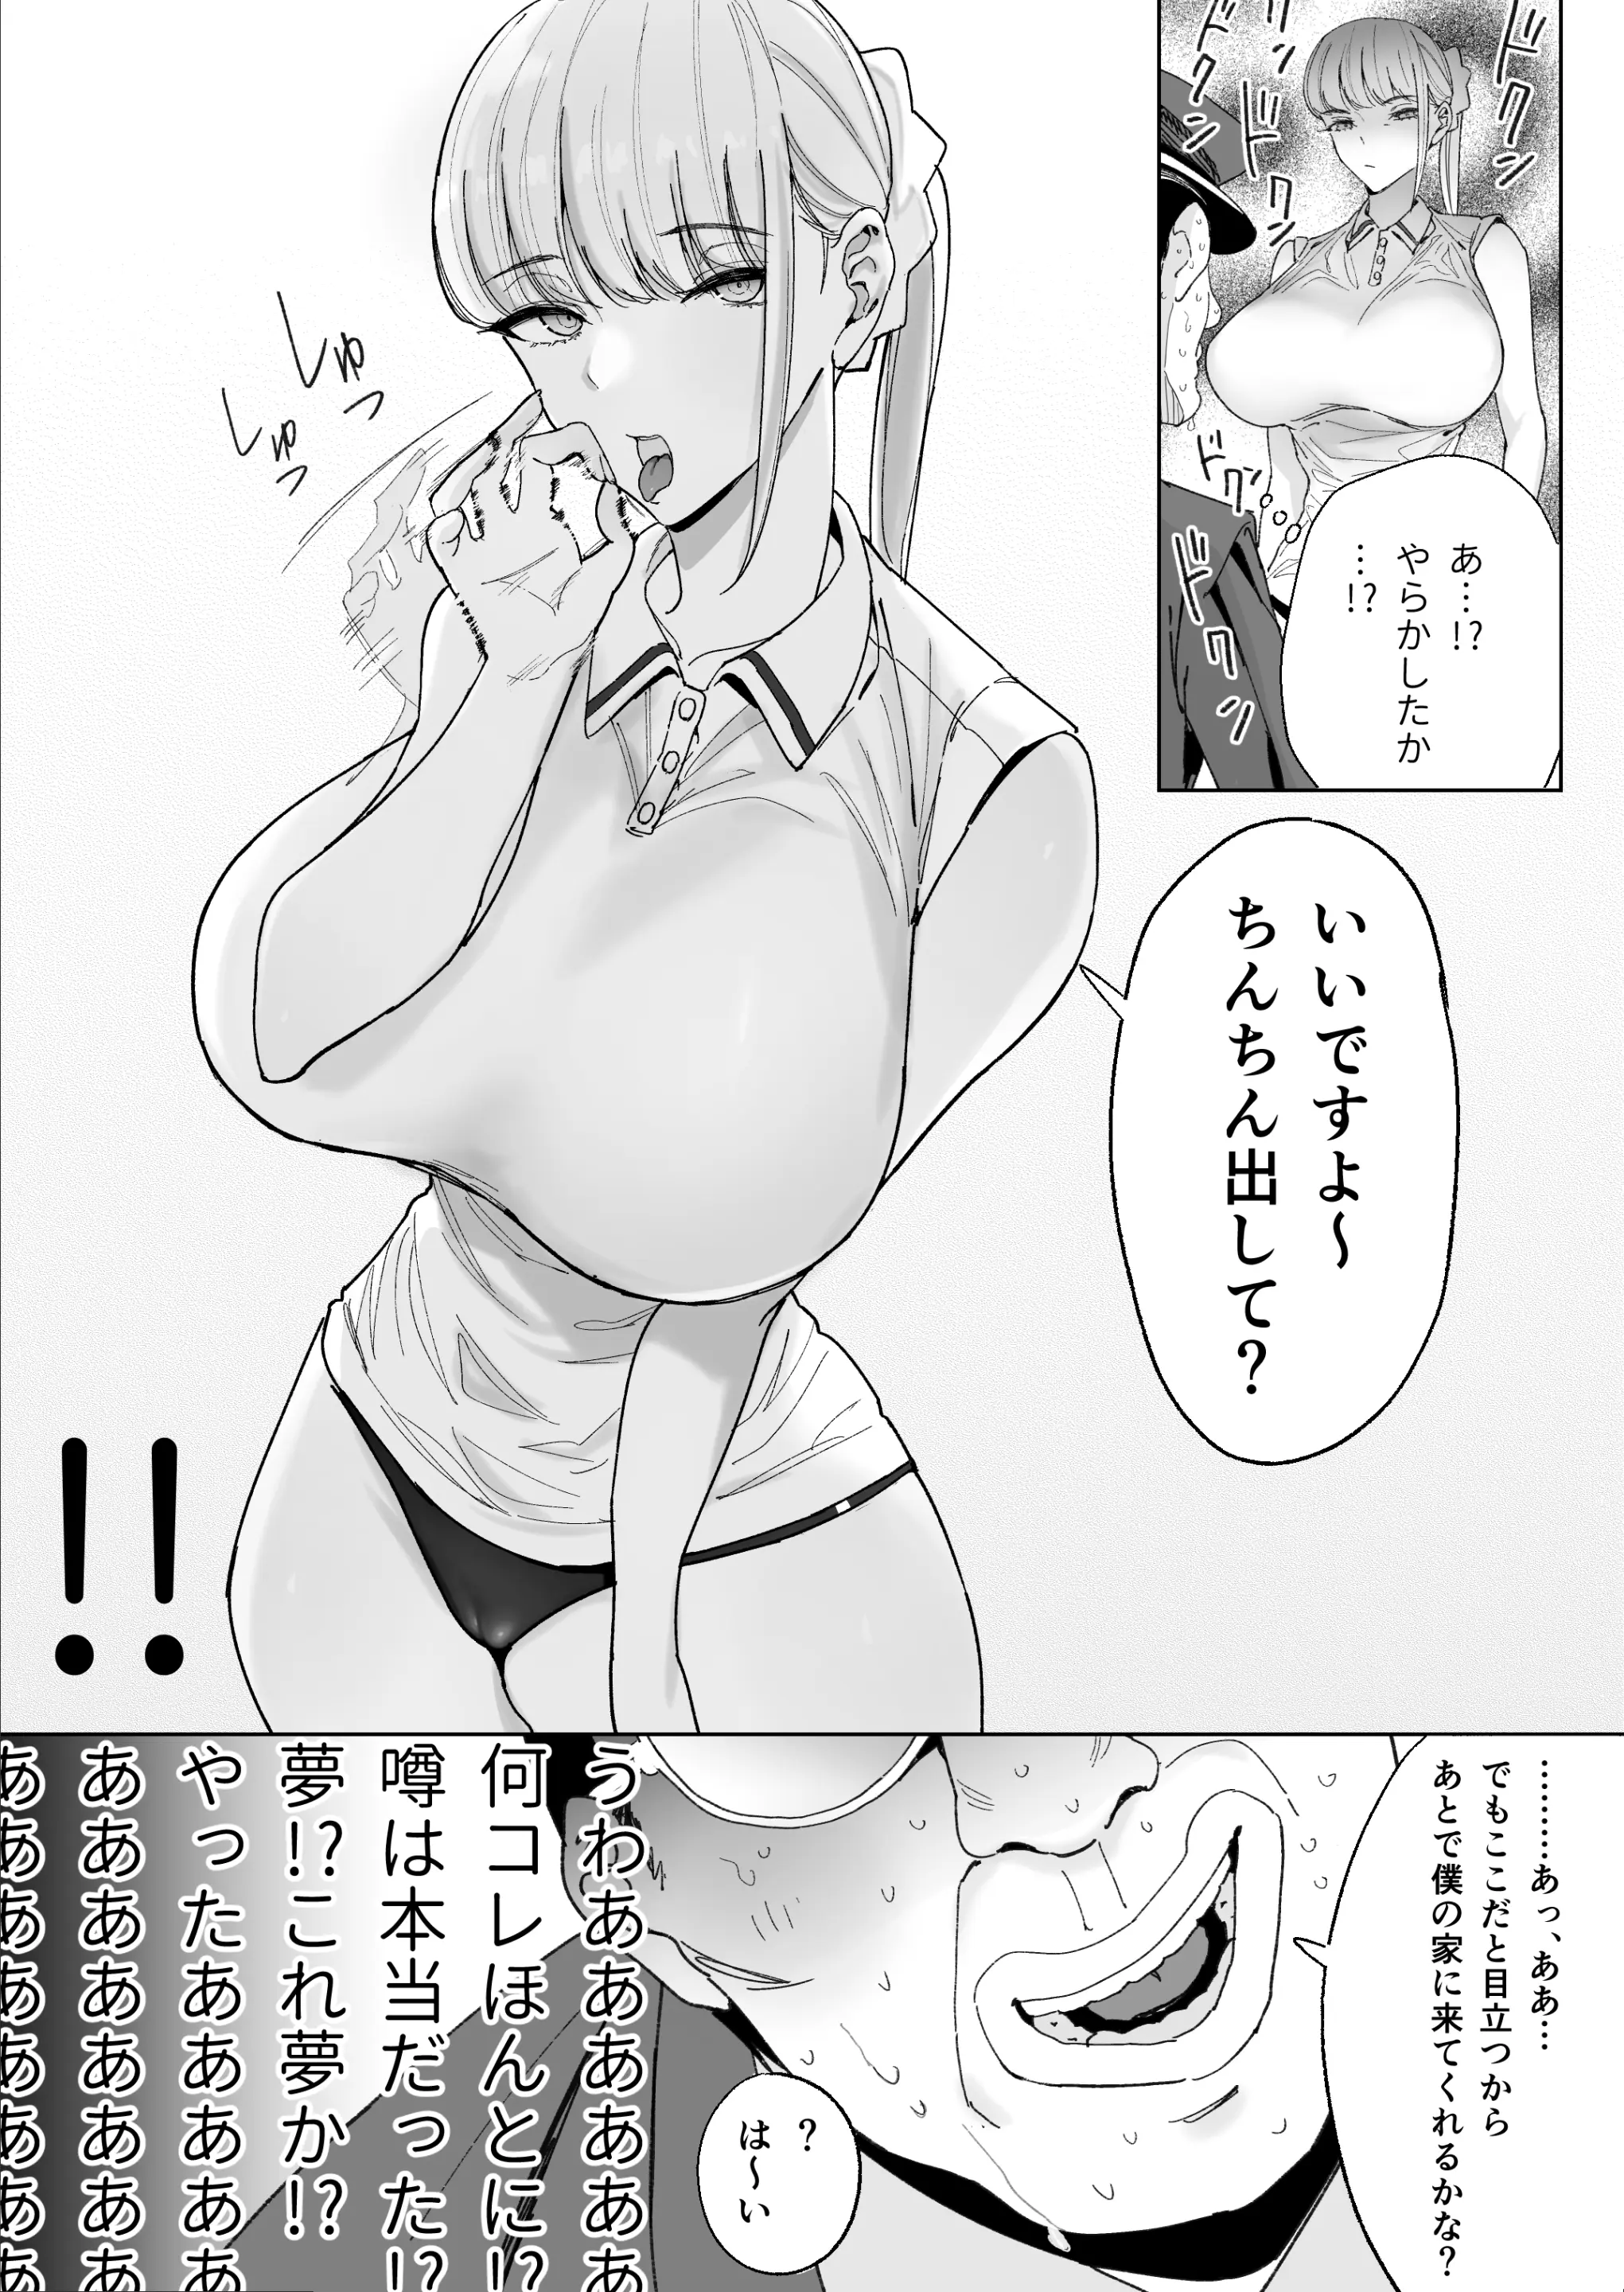 ドクン
ドクン
ドクン
ドクン
ドクン
ドクン
あ…!?
やらかしたか
…!?
しゅっ
しゅっ
いいですよ～
ちんちん出して？
!!
………あっ、ああ…
でもここだと目立つから
あとで僕の家に来てくれるかな？
？
は～い
うわああああああ
何コレほんとに!?
噂は本当だった!?
夢!?これ夢か!?
やったああああああ
ああああああああ
ああああああああ